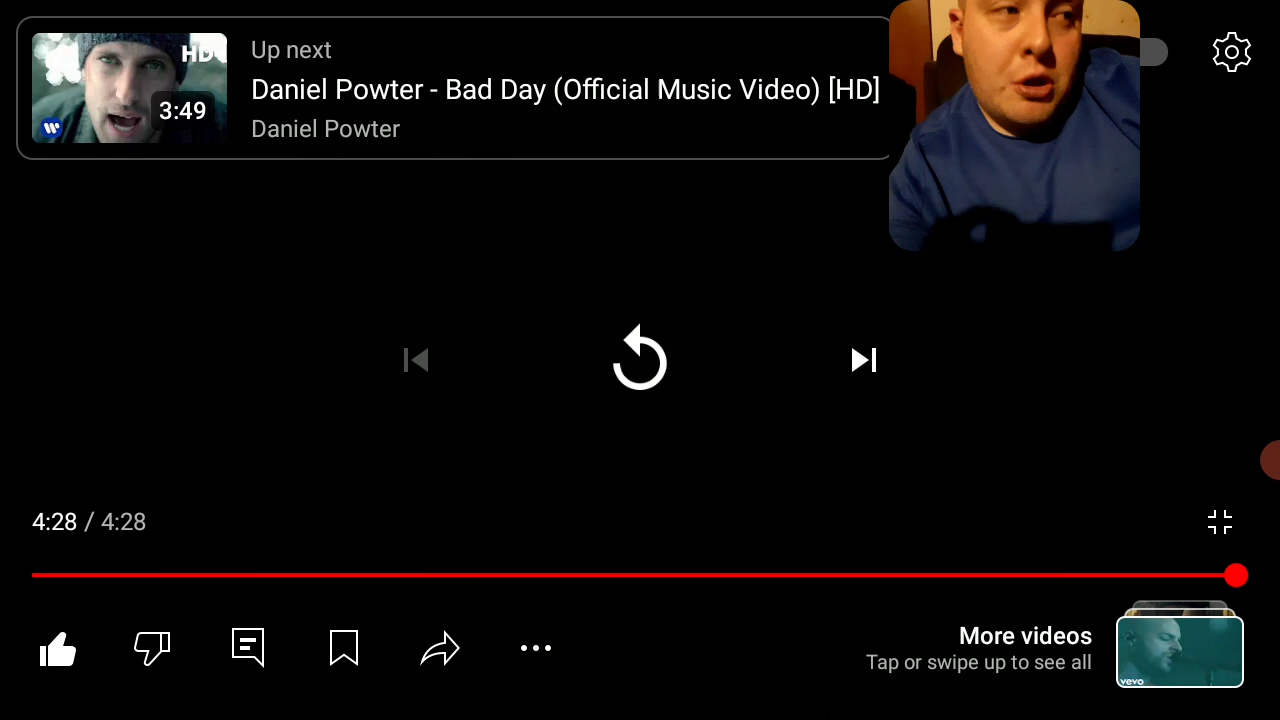 HD
3:49
Up next
Daniel Powter - Bad Day (Official Music Video) [HD]
Daniel Powter
4:28 / 4:28
More videos
Tap or swipe up to see all
vevo